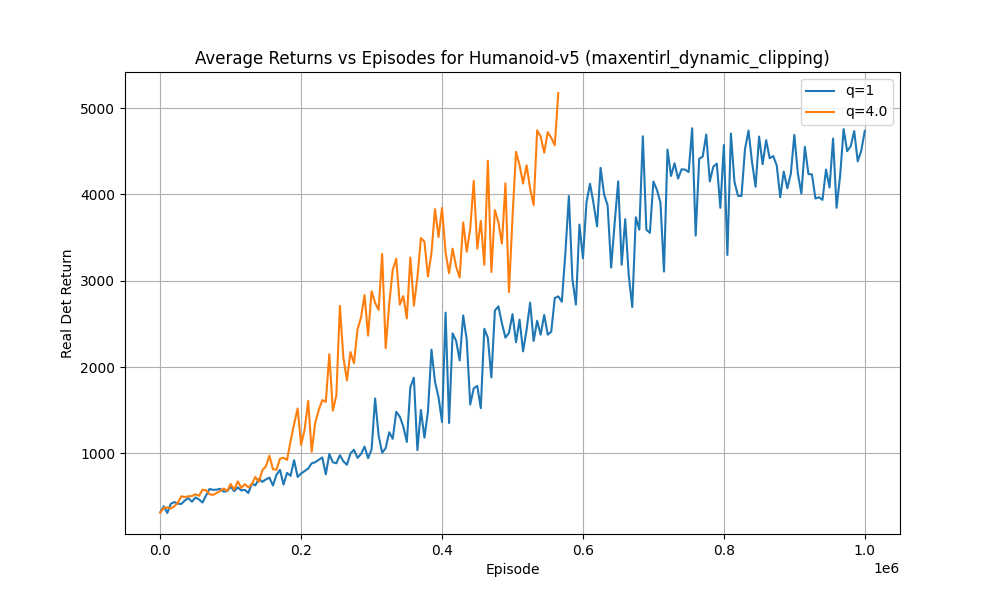 Average Returns vs Episodes for Humanoid-v5 (maxentirl_dynamic_clipping)
q=1
q=4.0
Real Det Return
5000
4000
3000
2000
1000
0.0 0.2 0.4 0.6 0.8 1.0
1e6
Episode